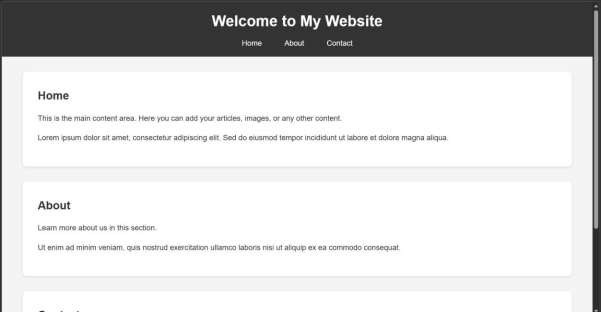 Welcome to My Website
Home About Contact
Home
This is the main content area. Here you can add your articles, images, or any other content.
Lorem ipsum dolor sit amet, consectetur adipiscing elit. Sed do eiusmod tempor incididunt ut labore et dolore magna aliqua.
About
Learn more about us in this section.
Ut enim ad minim veniam, quis nostrud exercitation ullamco laboris nisi ut aliquip ex ea commodo consequat.